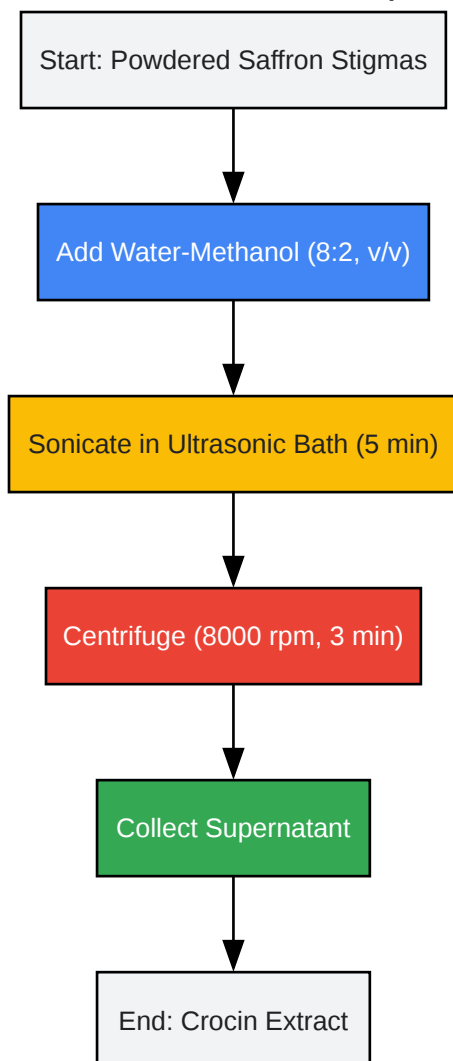 Start: Powdered Saffron Stigmas
Add Water-Methanol (8:2, v/v)
Sonicate in Ultrasonic Bath (5 min)
Centrifuge (8000 rpm, 3 min)
Collect Supernatant
End: Crocin Extract